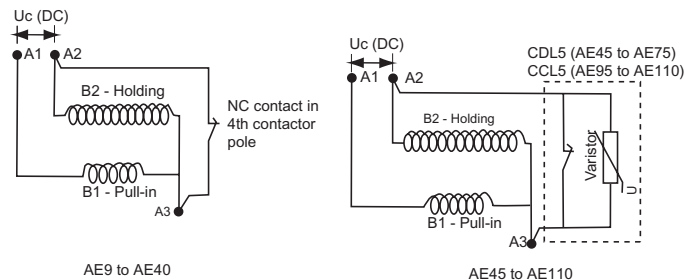 Uc (DC)
A1
A2
B2 - Holding
NC contact in
4th contactor
pole
B1 - Pull-in
A3
AE9 to AE40
Uc (DC)
A1
A2
CDL5 (AE45 to AE75)
CCL5 (AE95 to AE110)
B2 - Holding
Varistor
U
B1 - Pull-in
A3
AE45 to AE110